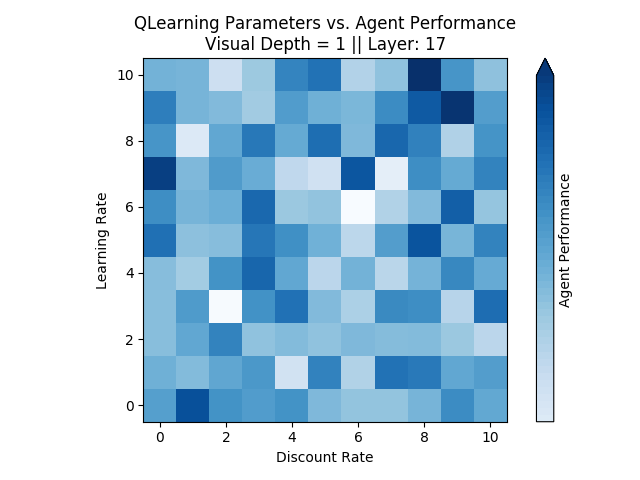 QLearning Parameters vs. Agent Performance
Visual Depth = 1 || Layer: 17
10
8
6
4
2
0
Learning Rate
0 2 4 6 8 10
Discount Rate
Agent Performance